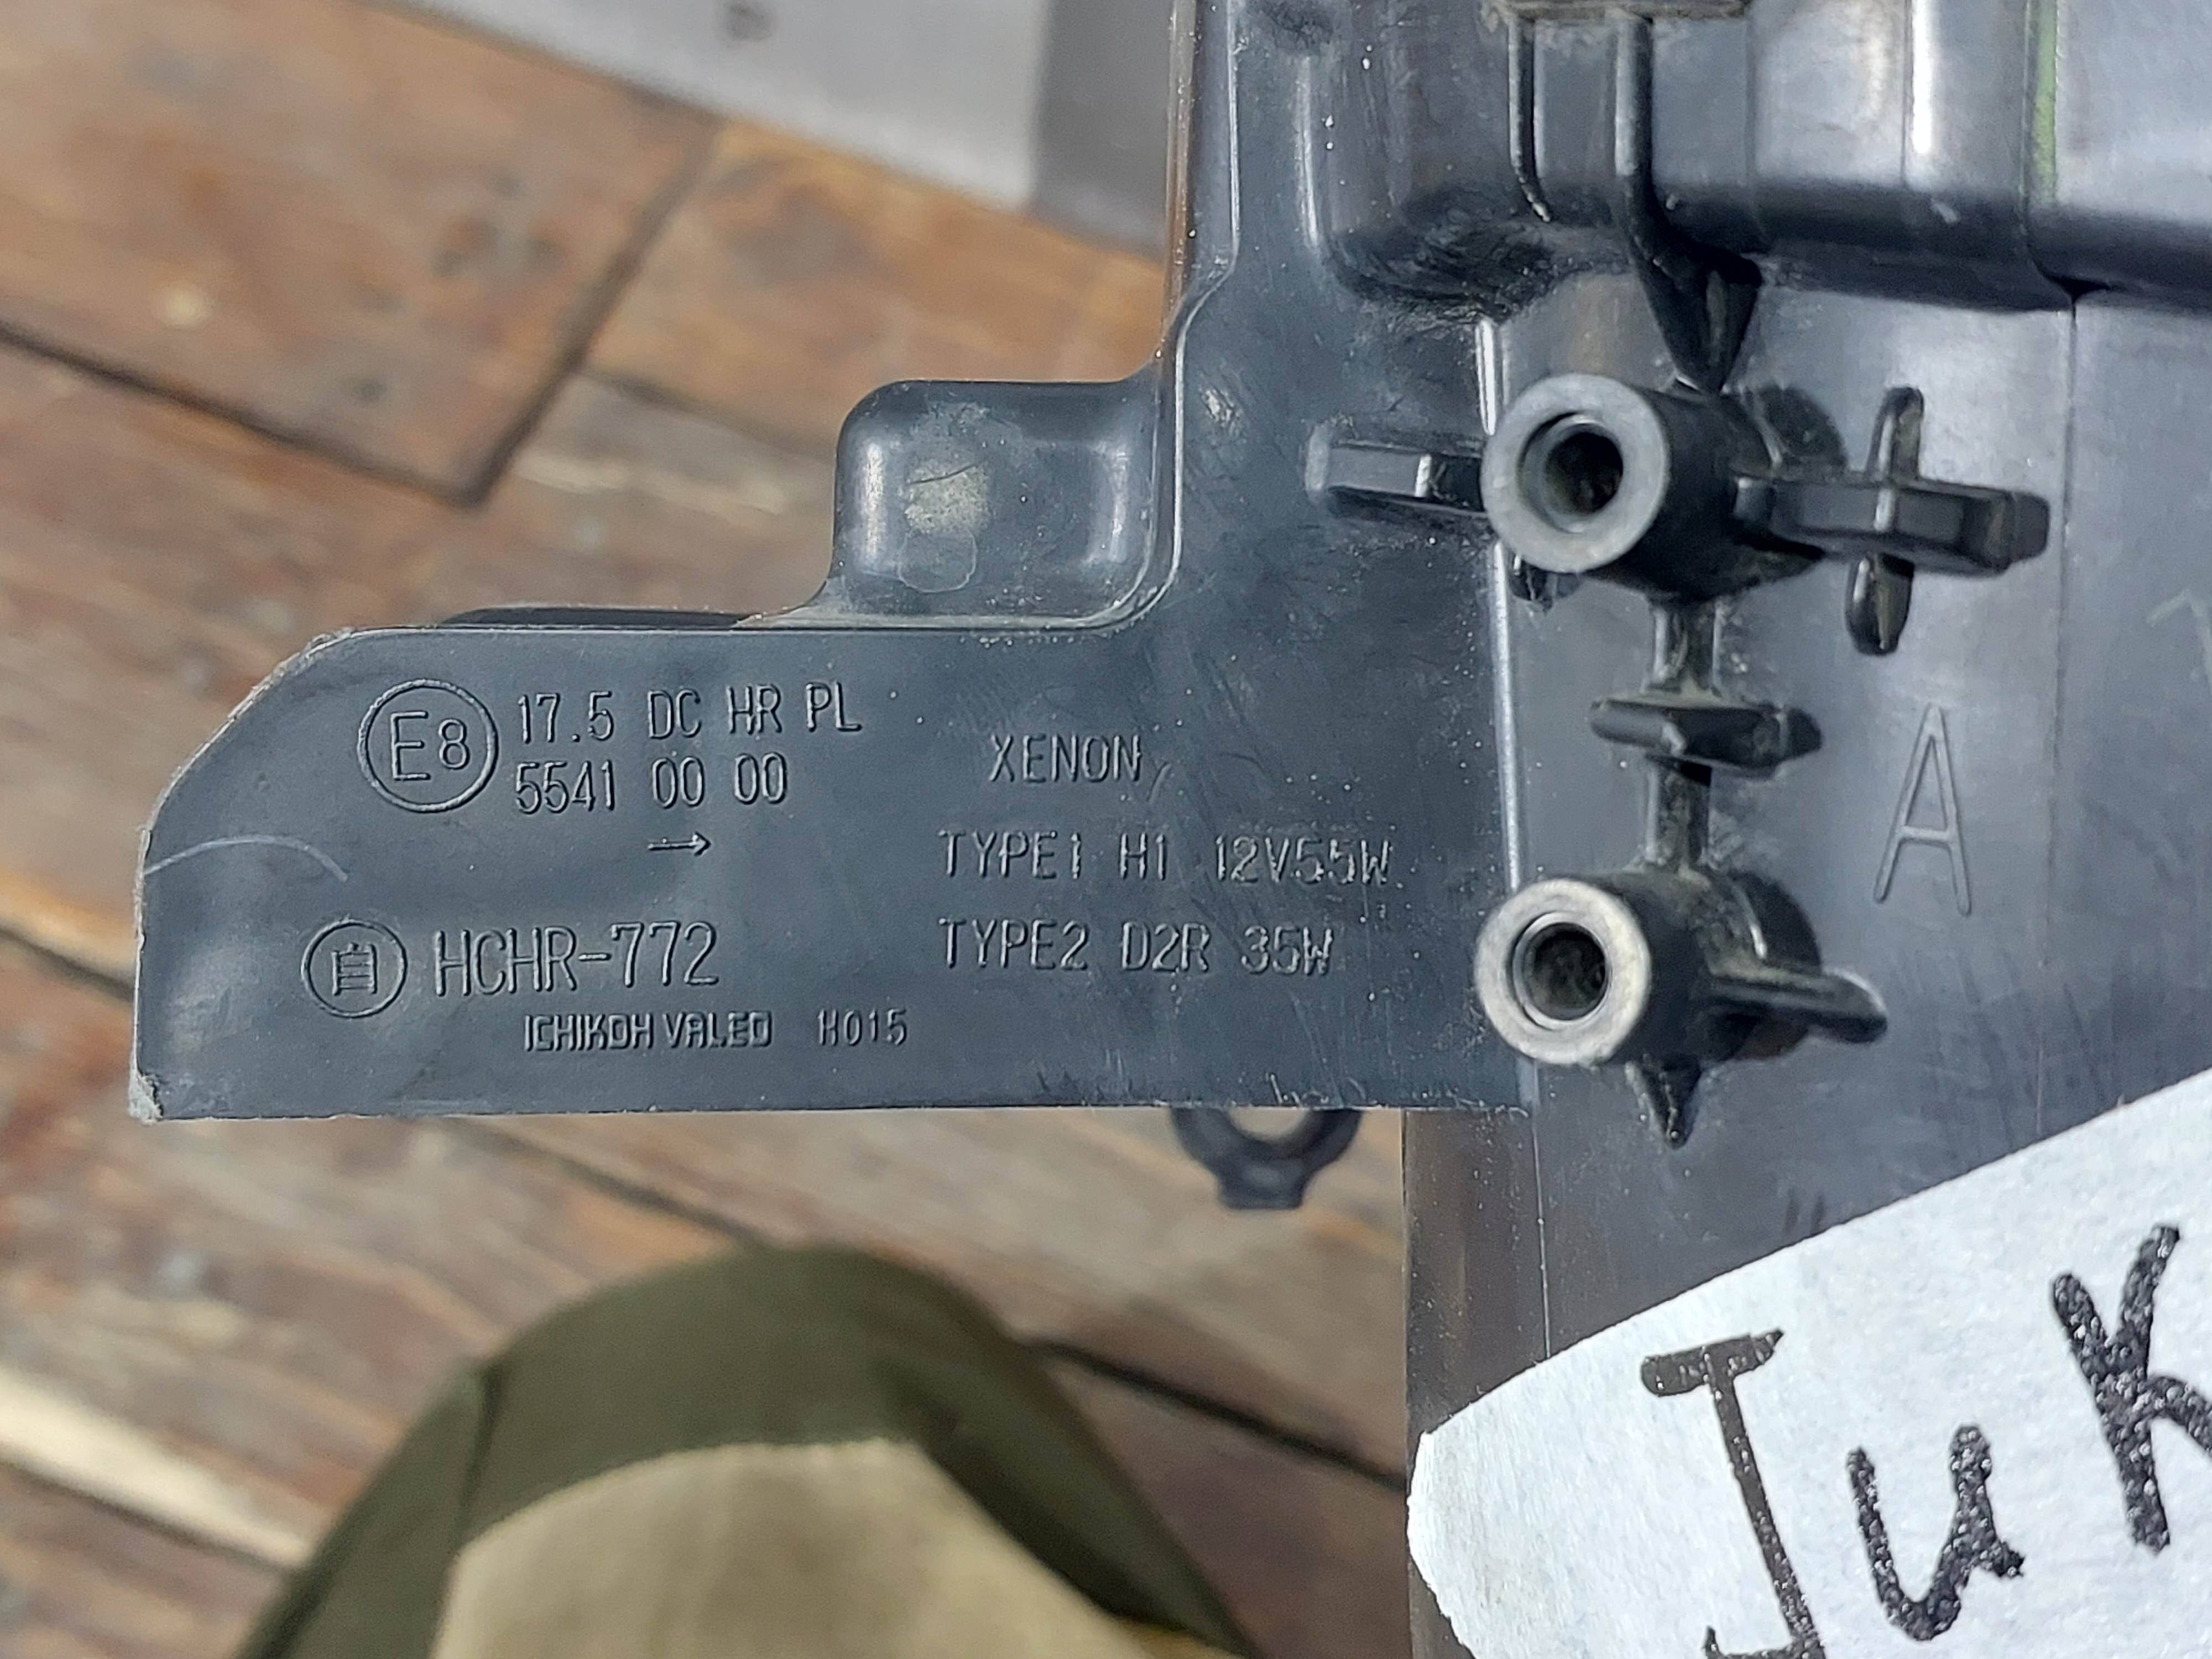 E8 17.5 DC HR PL
5541 00 00
→
自 HCHR-772
ICHIKOH VALEO H015
XENON
TYPE1 H1 12V55W
TYPE2 D2R 35W
A
Juk